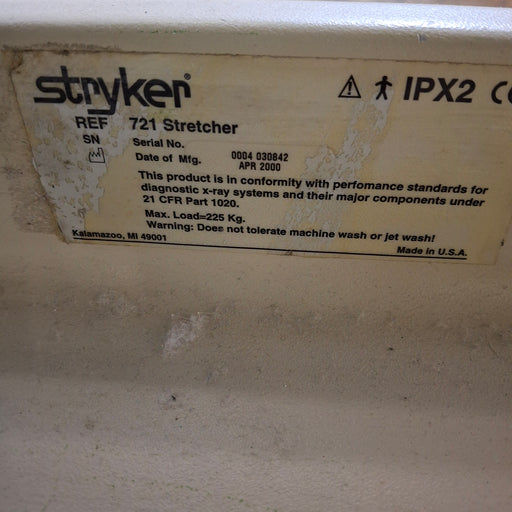 stryker®
IPX2 CE
REF 721 Stretcher
SN Serial No. 0004 030842
Date of Mfg. APR 2000
This product is in conformity with perfomance standards for
diagnostic x-ray systems and their major components under
21 CFR Part 1020.
Max. Load=225 Kg.
Warning: Does not tolerate machine wash or jet wash!
Kalamazoo, MI 49001
Made in U.S.A.